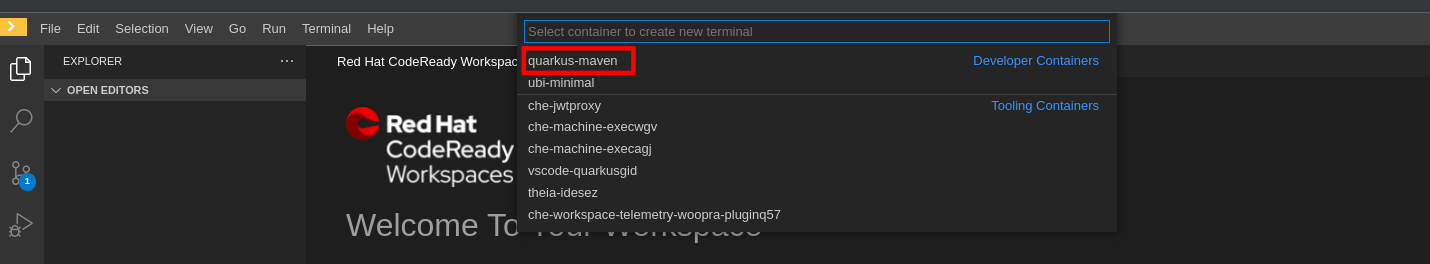 File Edit Selection View Go Run Terminal Help
Select container to create new terminal
EXPLORER
OPEN EDITORS
1
Red Hat CodeReady Workspac
quarkus-maven Developer Containers
ubi-minimal
che-jwtproxy Tooling Containers
che-machine-execwgv
che-machine-execagj
vscode-quarkusgid
theia-idesez
che-workspace-telemetry-woopra-pluginq57
Red Hat
CodeReady
Workspaces
Welcome To Your Workspace